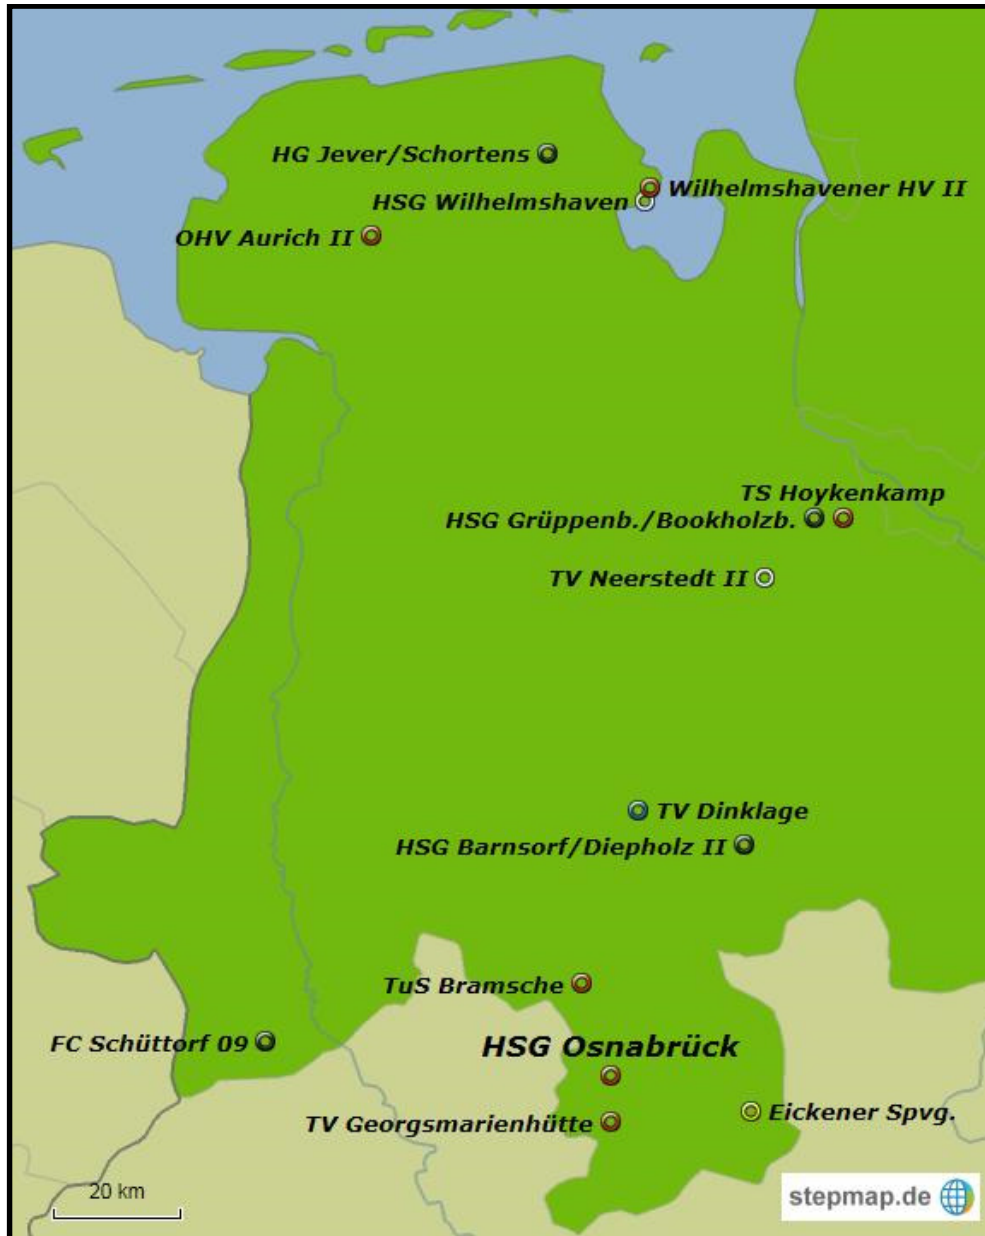 HG Jever/Schortens
Wilhelmshavener HV II
HSG Wilhelmshaven
OHV Aurich II
TS Hoykenkamp
HSG Grüppenb./Bookholzb.
TV Neerstedt II
TV Dinklage
HSG Barnsorf/Diepholz II
TuS Bramsche
FC Schüttorf 09
HSG Osnabrück
Eickener Spvg.
TV Georgsmarienhütte
20 km
stepmap.de